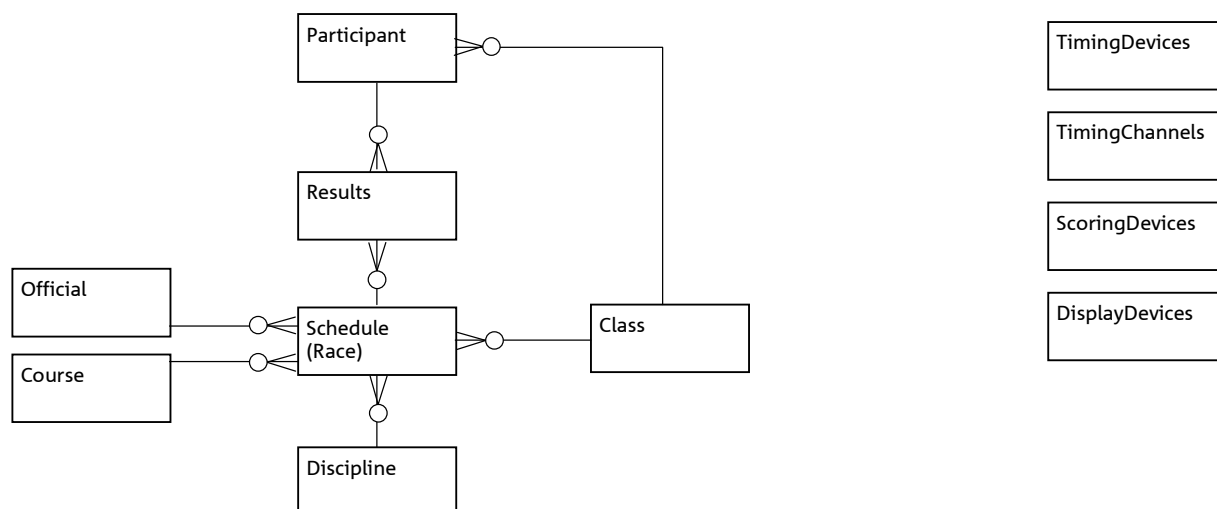 Participant
TimingDevices
TimingChannels
Results
ScoringDevices
Official
Schedule
(Race)
Class
DisplayDevices
Course
Discipline